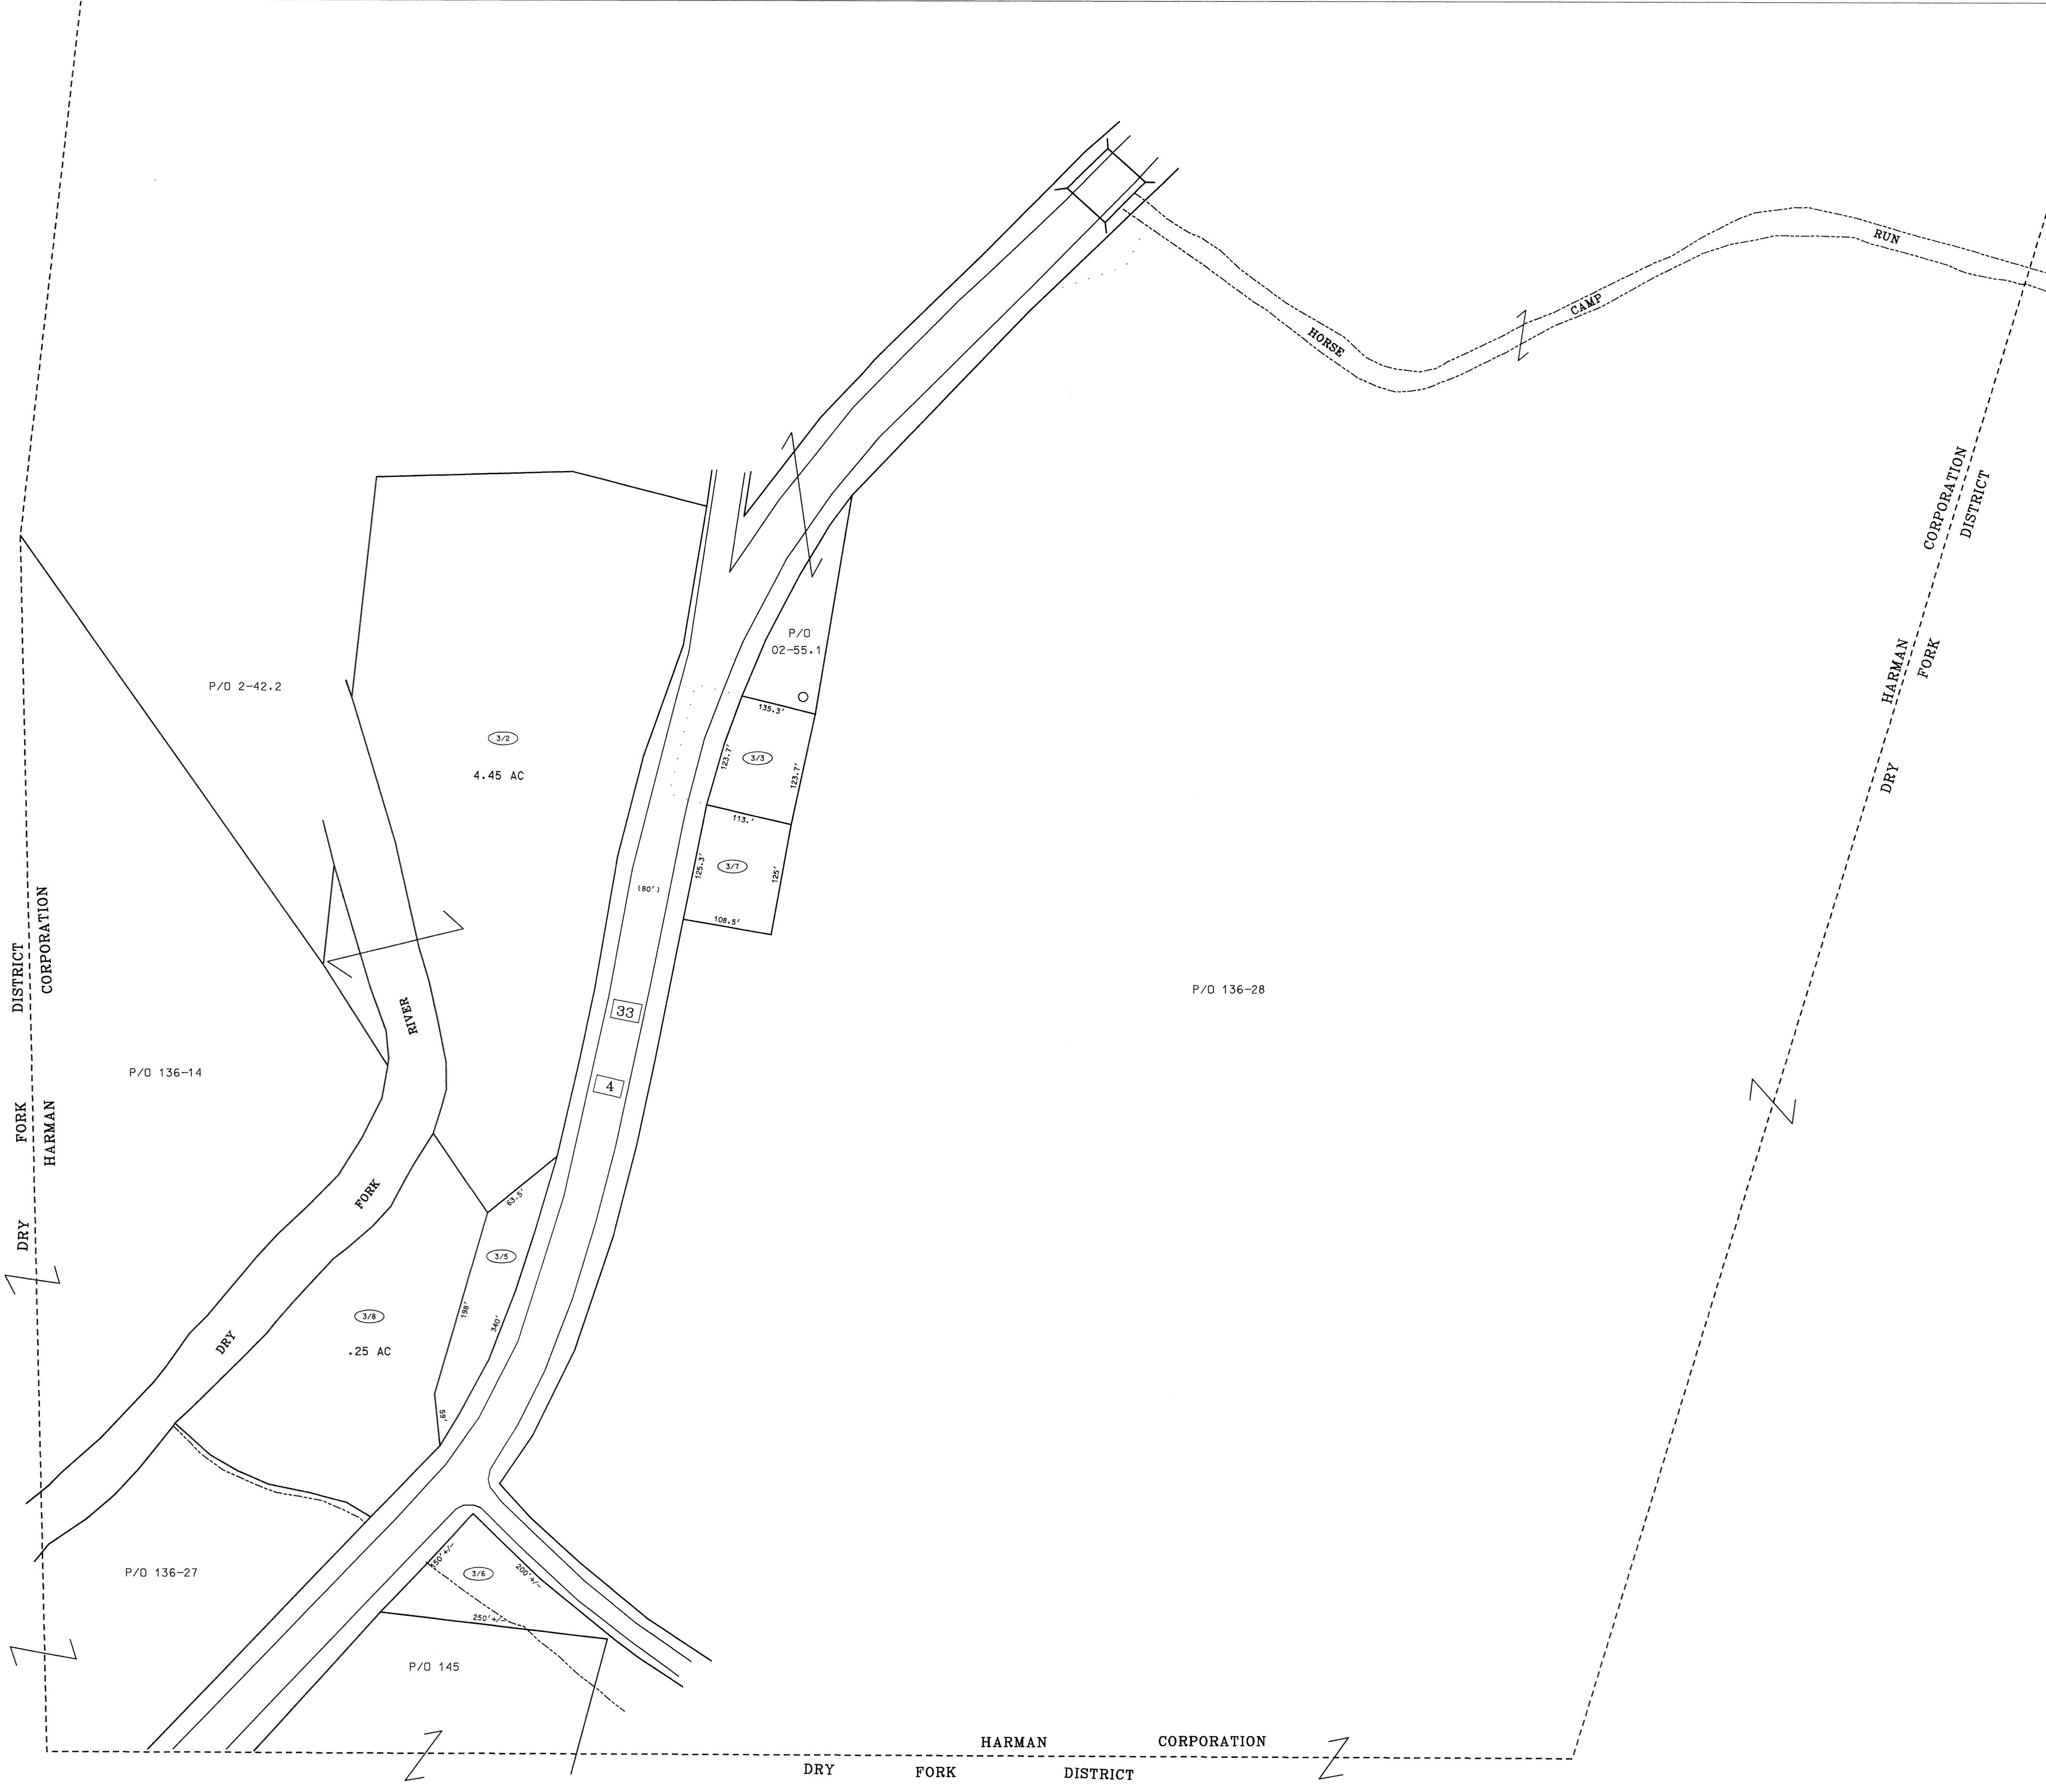 RUN
CAMP
HORSE
CORPORATION
DISTRICT
HARMAN
FORK
DRY
P/O
02-55.1
P/O 2-42.2
3/2
4.45 AC
135.3'
123.7'
3/3
123.7'
113.'
125.3'
3/7
125'
108.5'
(80')
DISTRICT
CORPORATION
FORK
HARMAN
DRY
RIVER
33
4
P/O 136-28
P/O 136-14
FORK
63.5'
3/5
198'
340'
59'
3/8
.25 AC
DRY
P/O 136-27
150'+/-
3/6
200'+/-
250'+/-
P/O 145
HARMAN CORPORATION
DRY FORK DISTRICT